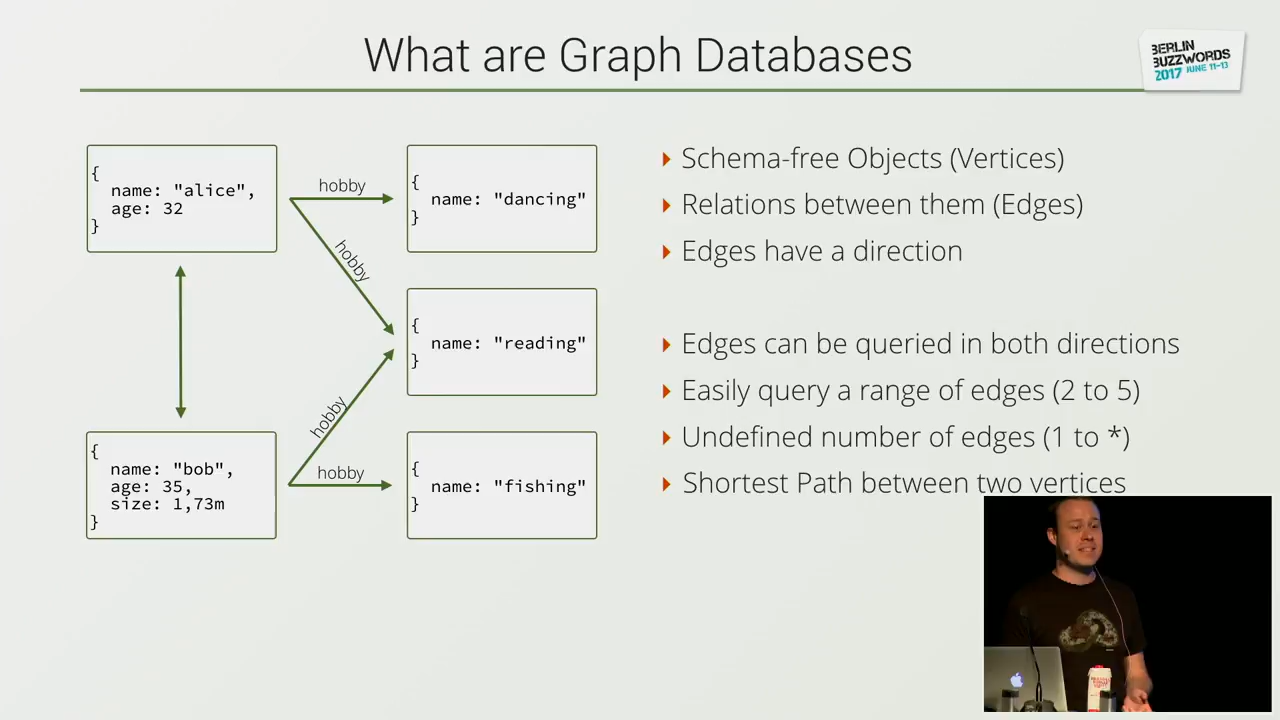 What are Graph Databases
BERLIN
BUZZWORDS
2017 JUNE 11-13
{
name: "alice",
age: 32
}
hobby
{
name: "dancing"
}
hobby
{
name: "reading"
}
{
name: "bob",
age: 35,
size: 1,73m
}
hobby
hobby
{
name: "fishing"
}
Schema-free Objects (Vertices)
Relations between them (Edges)
Edges have a direction
Edges can be queried in both directions
Easily query a range of edges (2 to 5)
Undefined number of edges (1 to *)
Shortest Path between two vertices